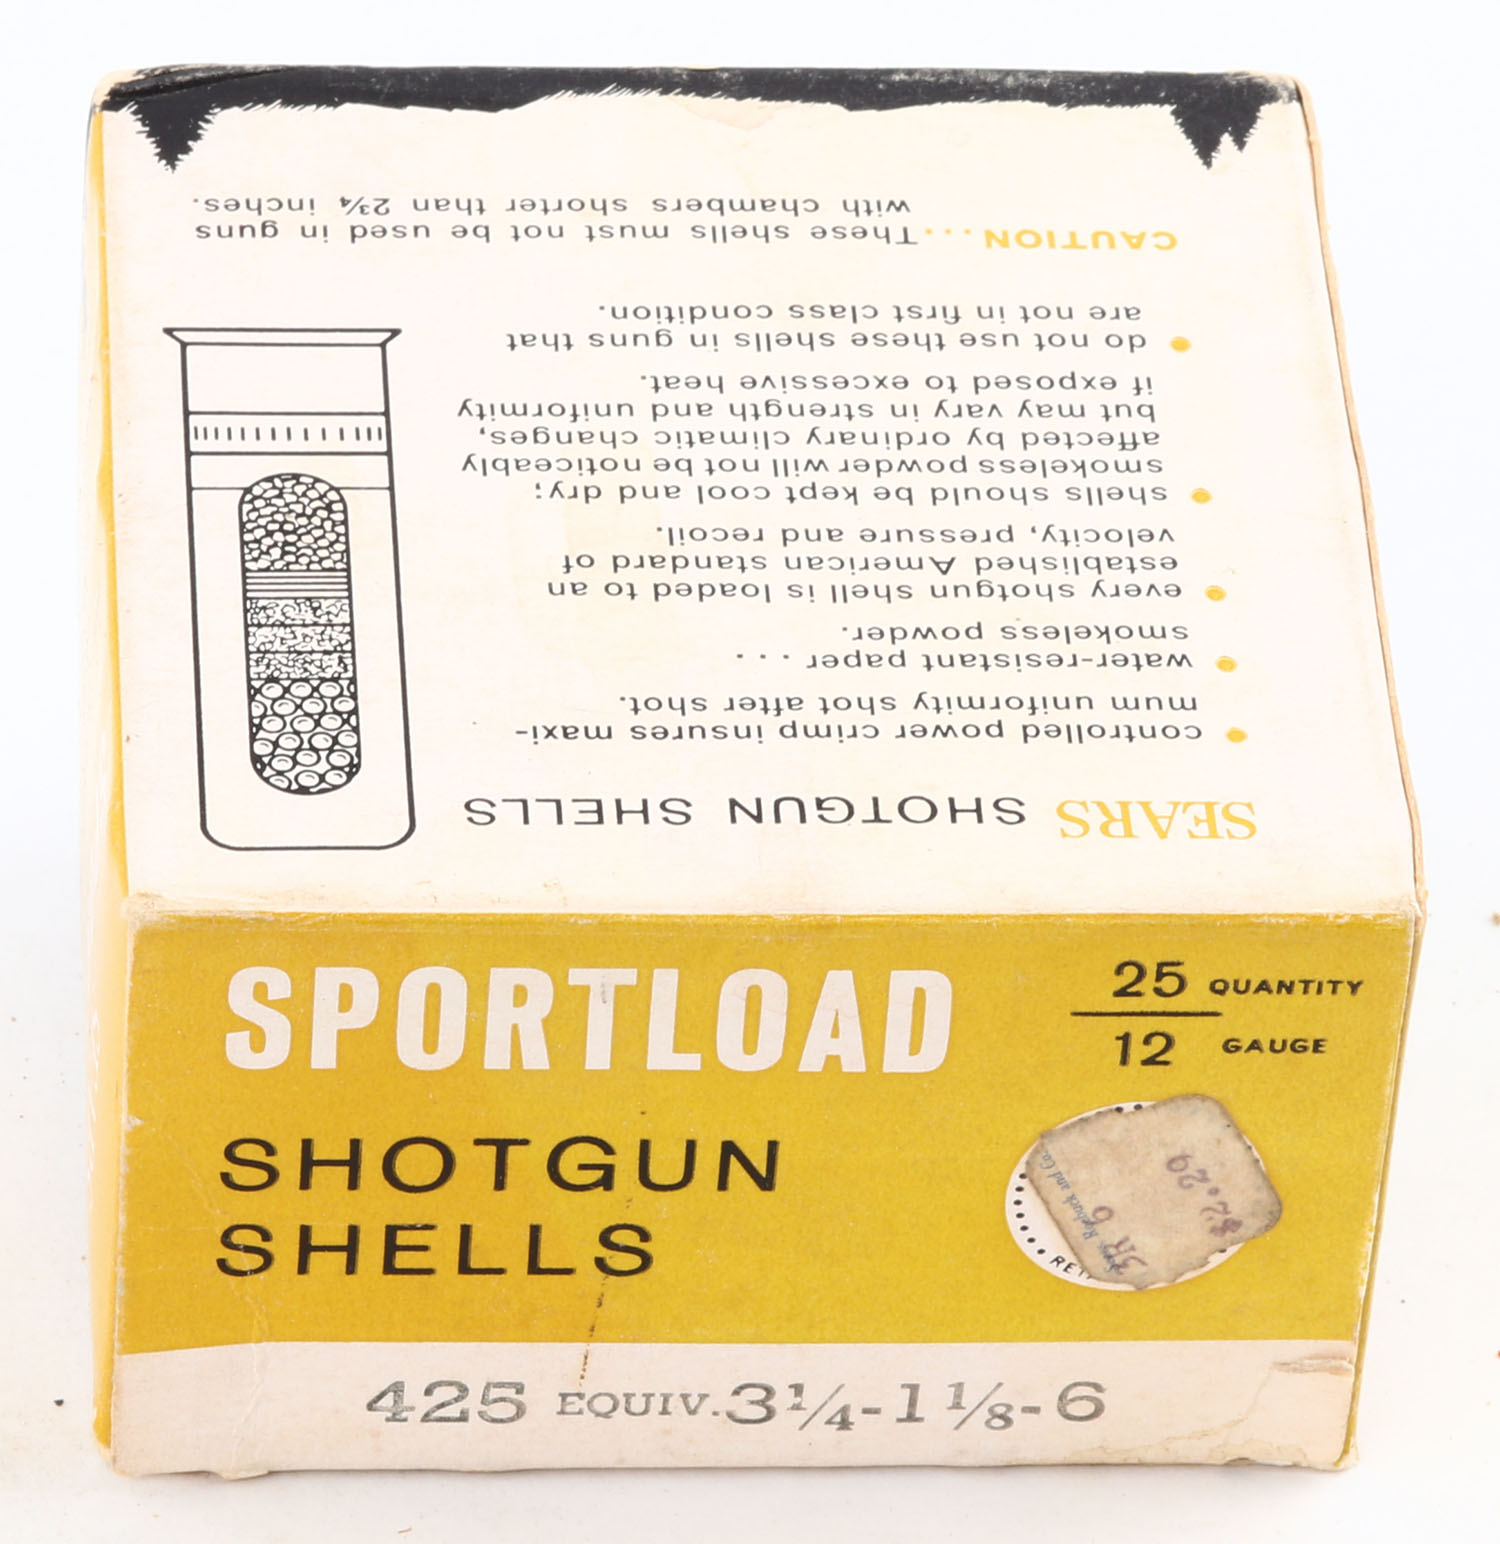 SEARS SHOTGUN SHELLS
• controlled power crimp insures maxi-
mum uniformity shot after shot.
• water-resistant paper . . .
smokeless powder.
• every shotgun shell is loaded to an
established American standard of
velocity, pressure and recoil.
• shells should be kept cool and dry;
smokeless powder will not be noticeably
affected by ordinary climatic changes,
but may vary in strength and uniformity
if exposed to excessive heat.
• do not use these shells in guns that
are not in first class condition.
CAUTION...These shells must not be used in guns
with chambers shorter than 2¾ inches.
SPORTLOAD
25 QUANTITY
12 GAUGE
SHOTGUN
SHELLS
Roebuck and Co.
$2.29
3R 6
425 EQUIV. 3¼-1⅛-6